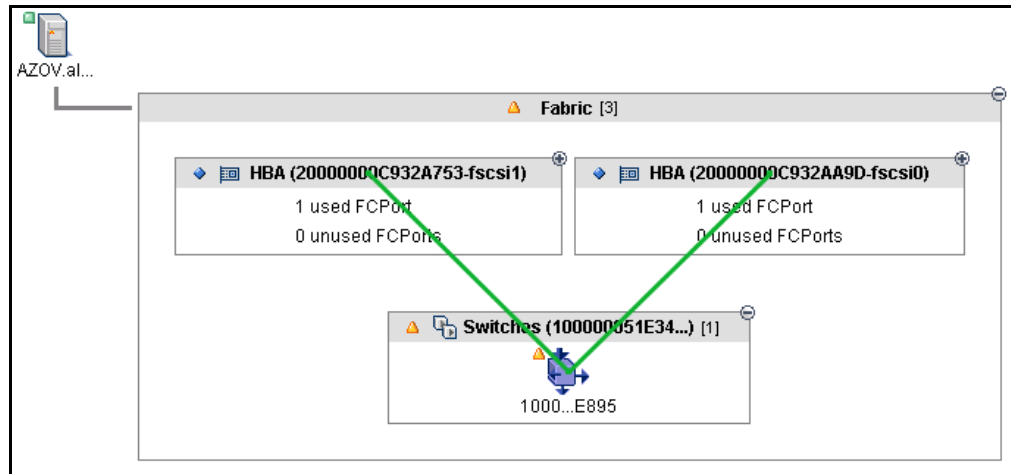 AZOV.al...
Fabric [3]
HBA (20000000C932A753-fscsi1)
1 used FCPort
0 unused FCPorts
HBA (20000000C932AA9D-fscsi0)
1 used FCPort
0 unused FCPorts
Switches (100000051E34...) [1]
1000...E895